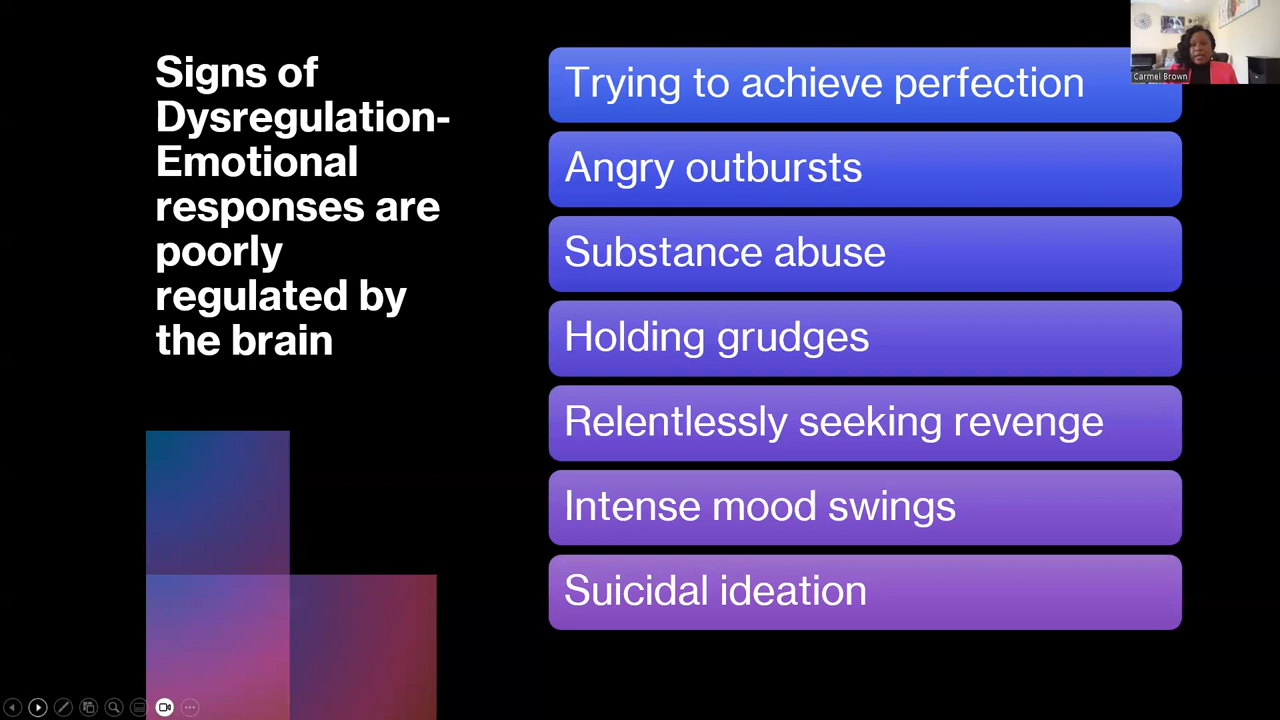 Signs of
Dysregulation-
Emotional
responses are
poorly
regulated by
the brain
Trying to achieve perfection
Angry outbursts
Substance abuse
Holding grudges
Relentlessly seeking revenge
Intense mood swings
Suicidal ideation
Carmel Brown